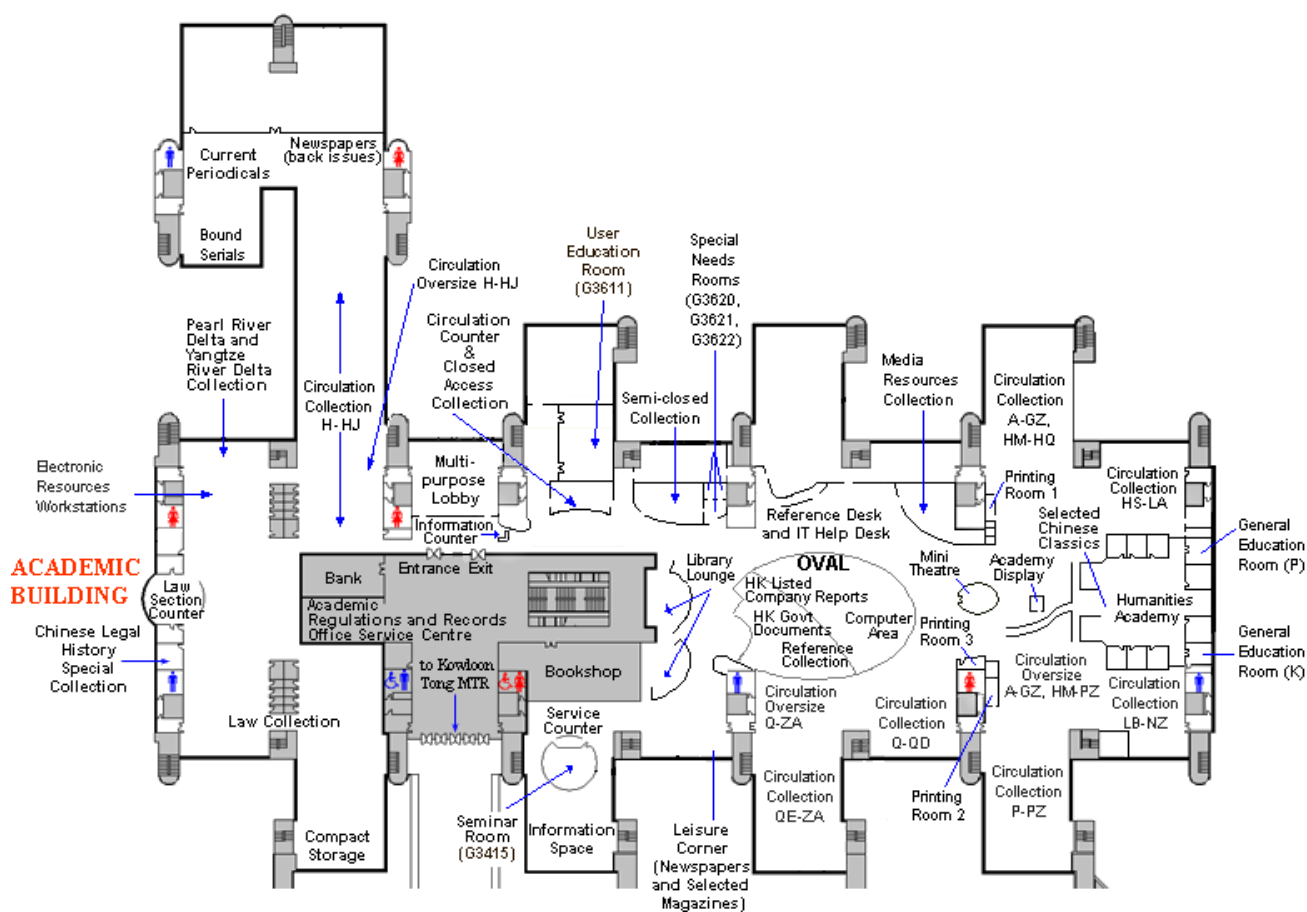 Current
Periodicals
Newspapers
(back issues)
Bound
Serials
Circulation
Oversize H-HJ
User
Education
Room
(G3611)
Special
Needs
Rooms
(G3620,
G3621,
G3622)
Pearl River
Delta and
Yangtze
River Delta
Collection
Circulation
Collection
H-HJ
Circulation
Counter
&
Closed
Access
Collection
Semi-closed
Collection
Media
Resources
Collection
Circulation
Collection
A-GZ,
HM-HQ
Electronic
Resources
Workstations
Multi-
purpose
Lobby
Information
Counter
Reference Desk
and IT Help Desk
Printing
Room 1
Circulation
Collection
HS-LA
Selected
Chinese
Classics
General
Education
Room (P)
ACADEMIC
BUILDING
Law
Section
Counter
Bank
Entrance Exit
Academic
Regulations and Records
Office Service Centre
Library
Lounge
OVAL
HK Listed
Company Reports
HK Govt
Documents
Reference
Collection
Computer
Area
Mini
Theatre
Academy
Display
Humanities
Academy
Chinese Legal
History
Special
Collection
to Kowloon
Tong MTR
Bookshop
Printing
Room 3
General
Education
Room (K)
Law Collection
Service
Counter
Circulation
Oversize
Q-ZA
Circulation
Collection
Q-QD
Circulation
Oversize
A-GZ, HM-PZ
Circulation
Collection
LB-NZ
Compact
Storage
Seminar
Room
(G3415)
Information
Space
Leisure
Corner
(Newspapers
and Selected
Magazines)
Circulation
Collection
QE-ZA
Printing
Room 2
Circulation
Collection
P-PZ